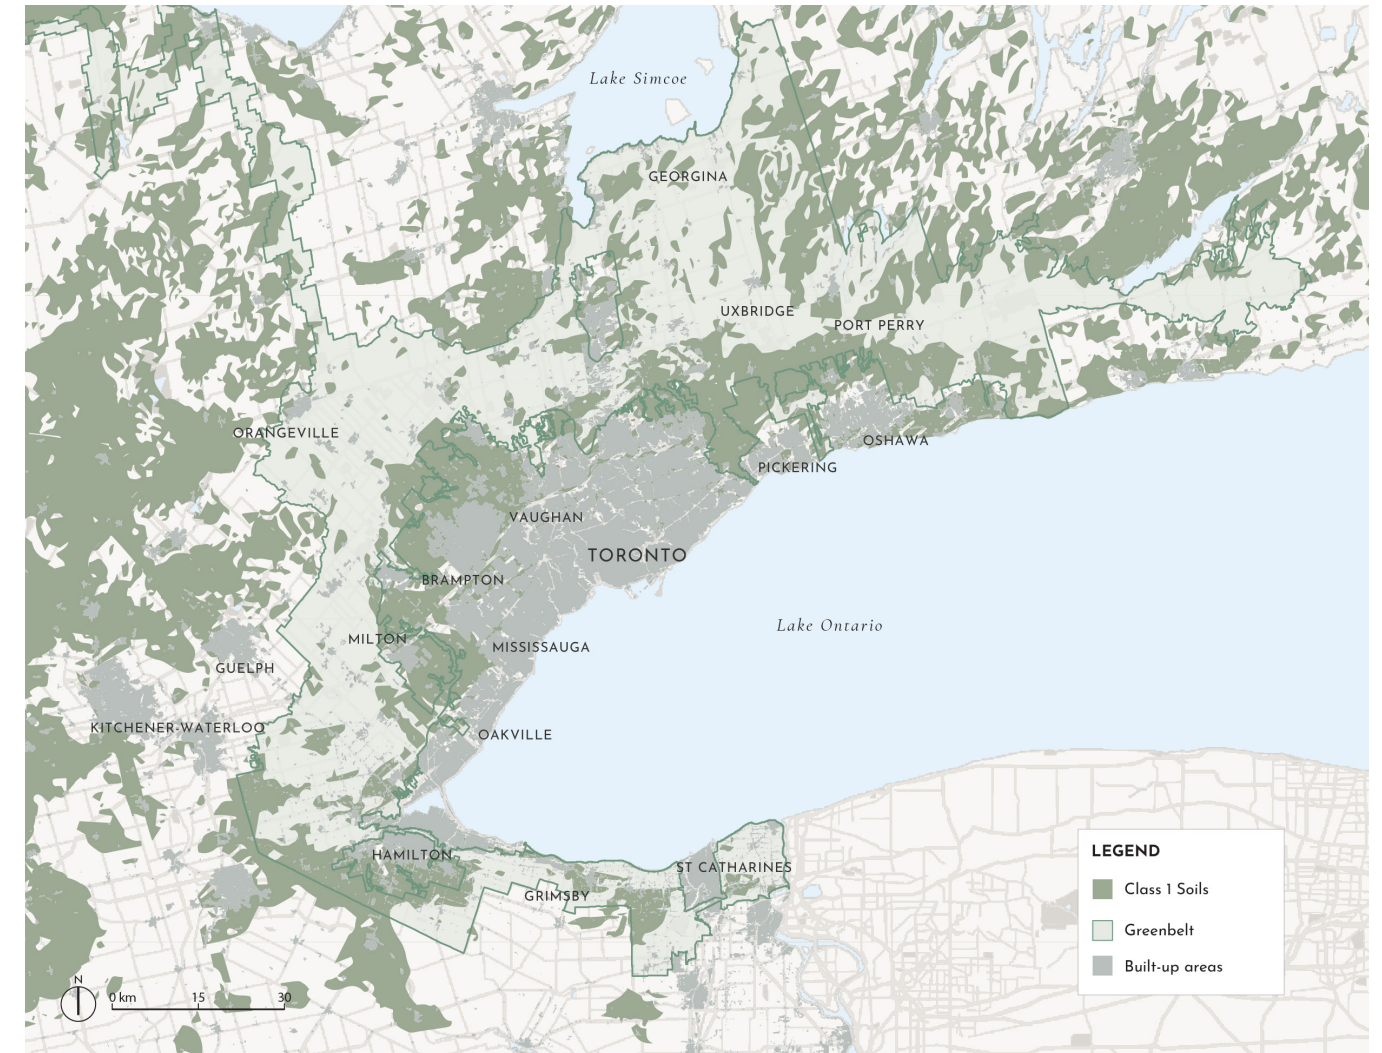 Lake Simcoe
GEORGINA
UXBRIDGE
PORT PERRY
ORANGEVILLE
OSHAWA
PICKERING
VAUGHAN
TORONTO
BRAMPTON
Lake Ontario
MILTON
MISSISSAUGA
GUELPH
KITCHENER-WATERLOO
OAKVILLE
HAMILTON
ST CATHARINES
GRIMSBY
LEGEND
Class 1 Soils
Greenbelt
Built-up areas
N
0 km 15 30